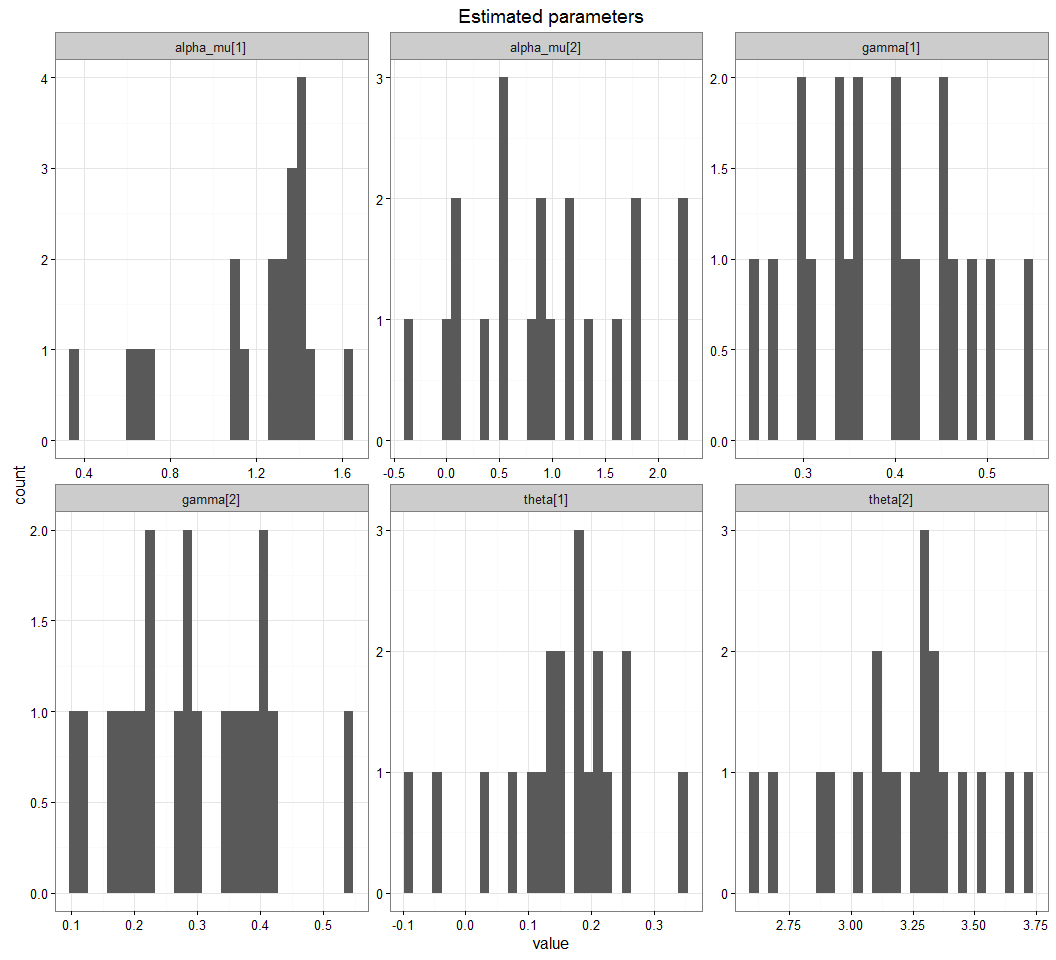 Estimated parameters
alpha_mu[1] alpha_mu[2] gamma[1]
4 3 2.0
3 2 1.5
2 1 1.0
1 0 0.5
0 0.0
0.4 0.8 1.2 1.6 -0.5 0.0 0.5 1.0 1.5 2.0 0.3 0.4 0.5
count
gamma[2] theta[1] theta[2]
2.0 3 3
1.5 2 2
1.0 1 1
0.5 0 0
0.0
0.1 0.2 0.3 0.4 0.5 -0.1 0.0 0.1 0.2 0.3 2.75 3.00 3.25 3.50 3.75
value